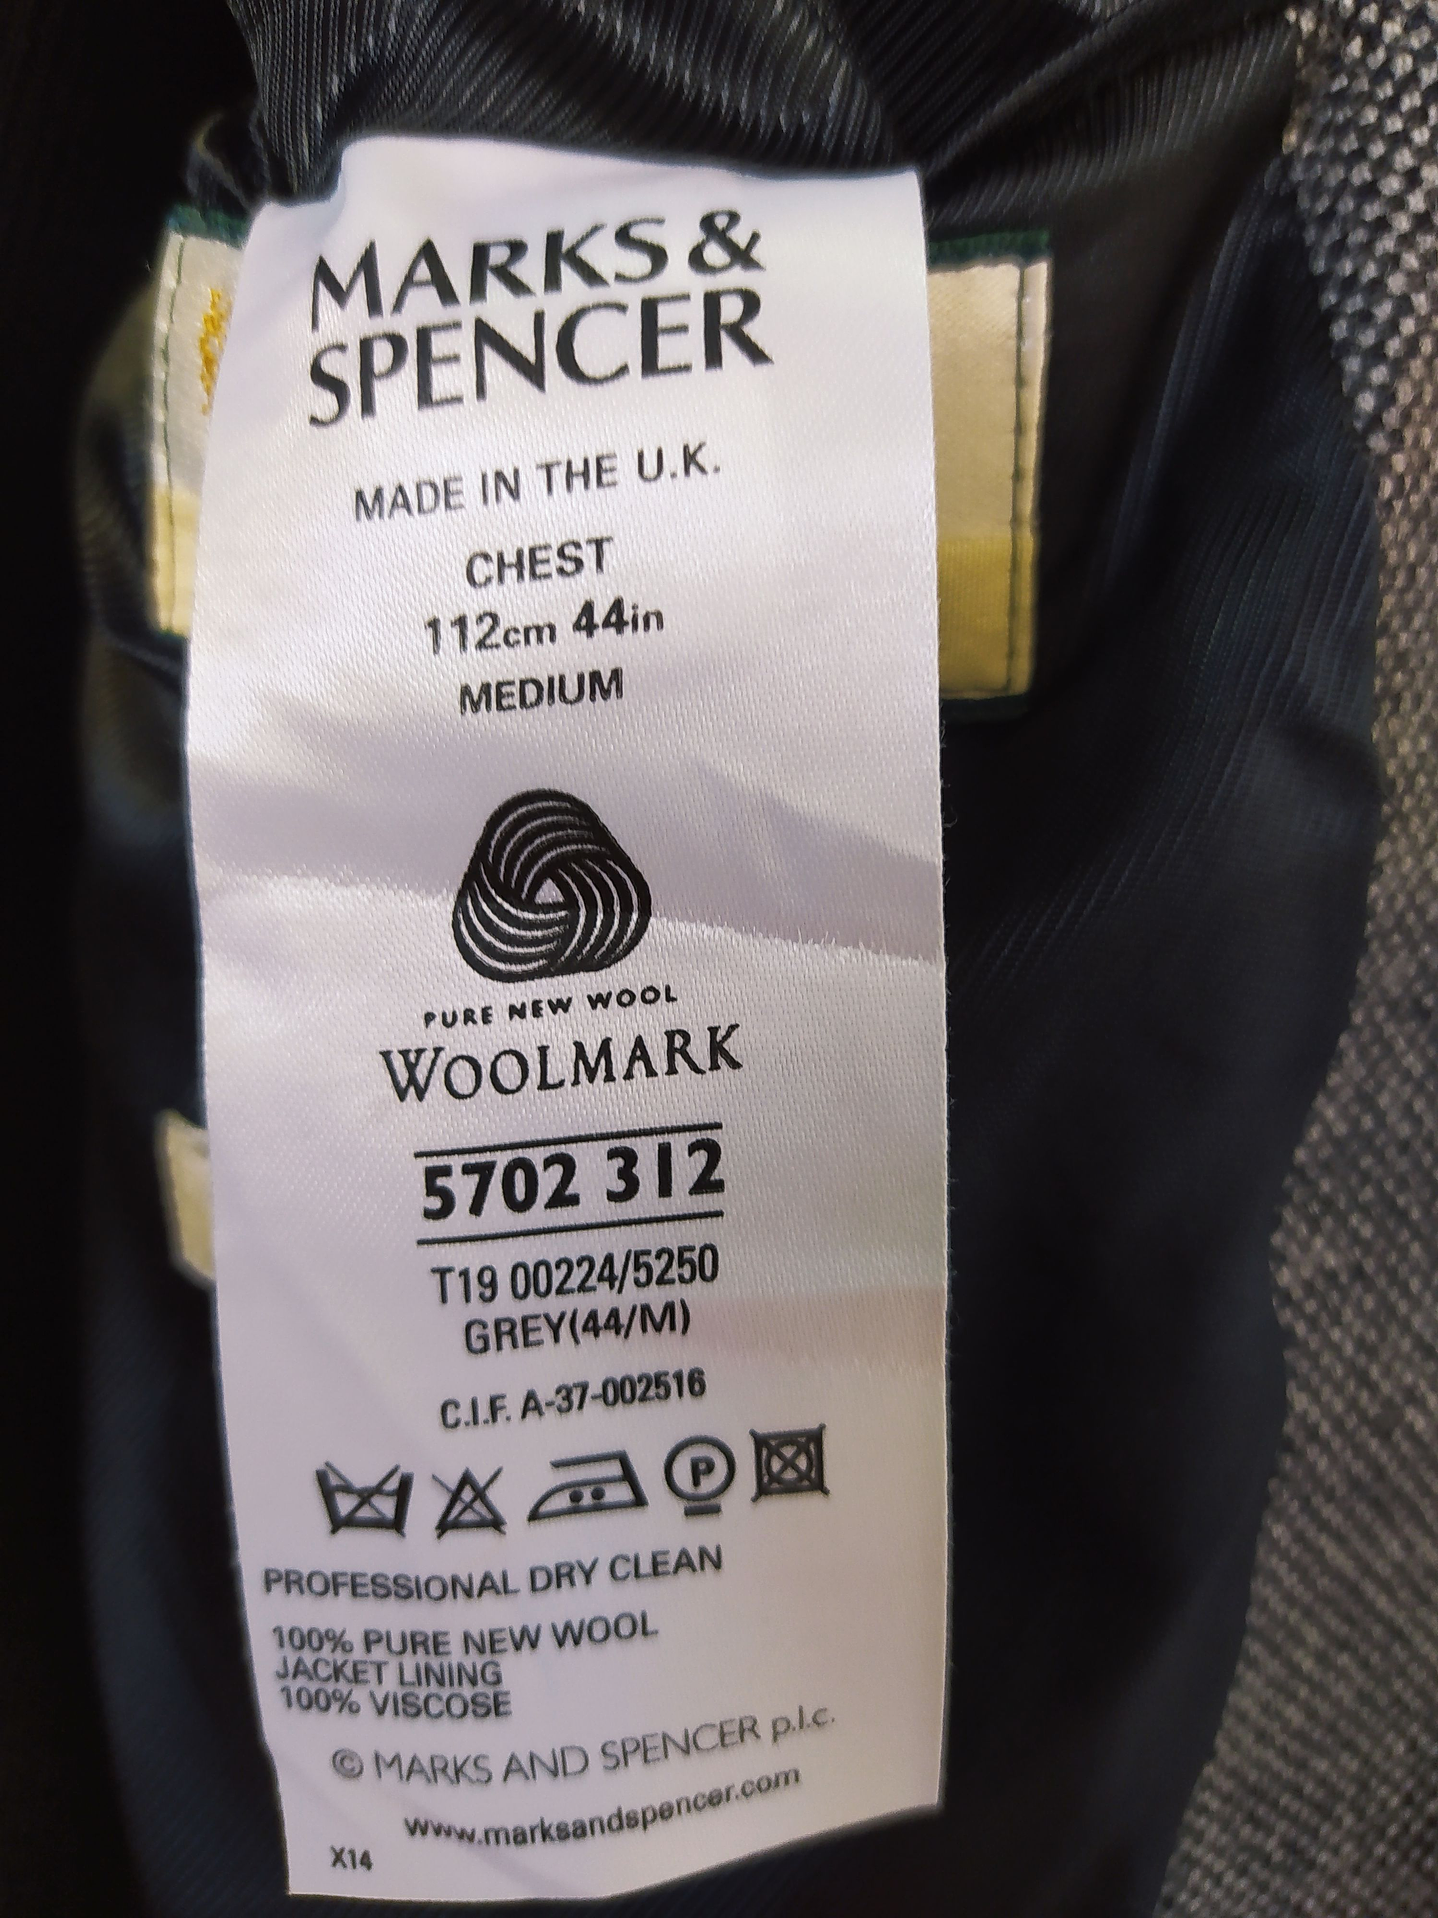 MARKS &
SPENCER
MADE IN THE U.K.
CHEST
112cm 44in
MEDIUM
PURE NEW WOOL
WOOLMARK
5702 312
T19 00224/5250
GREY(44/M)
C.I.F. A-37-002516
P
PROFESSIONAL DRY CLEAN
100% PURE NEW WOOL
JACKET LINING
100% VISCOSE
© MARKS AND SPENCER p.l.c.
www.marksandspencer.com
X14